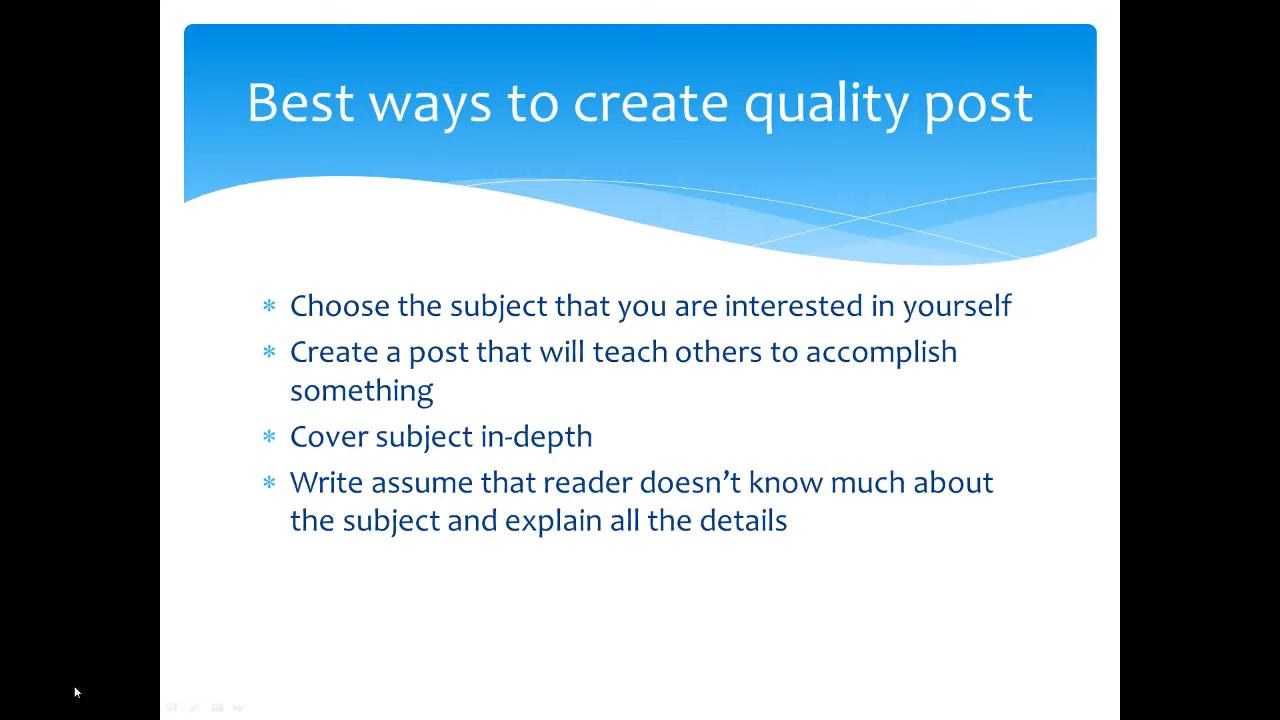 Best ways to create quality post
* Choose the subject that you are interested in yourself
* Create a post that will teach others to accomplish
something
* Cover subject in-depth
* Write assume that reader doesn’t know much about
the subject and explain all the details